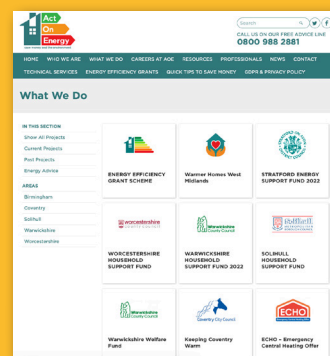 Act
On
Energy
Search
CALL US ON OUR FREE ADVICE LINE
0800 988 2881
HOME WHO WE ARE WHAT WE DO CAREERS AT AOE RESOURCES PROFESSIONALS NEWS CONTACT
TECHNICAL SERVICES ENERGY EFFICIENCY GRANTS QUICK TIPS TO SAVE MONEY GDPR & PRIVACY POLICY
What We Do
IN THIS SECTION
Show All Projects
Current Projects
Past Projects
Energy Advice
AREAS
Birmingham
Coventry
Solihull
Warwickshire
Worcestershire
ENERGY EFFICIENCY
GRANT SCHEME
Warmer Homes West
Midlands
STRATFORD ENERGY
SUPPORT FUND 2022
worcestershire
WORCESTERSHIRE
HOUSEHOLD
SUPPORT FUND
Warwickshire
County Council
WARWICKSHIRE
HOUSEHOLD
SUPPORT FUND 2022
SOLIHULL
HOUSEHOLD
SUPPORT FUND
Warwickshire
County Council
Warwickshire Welfare
Fund
Coventry City Council
Keeping Coventry
Warm
ECHO
ECHO – Emergency
Central Heating Offer